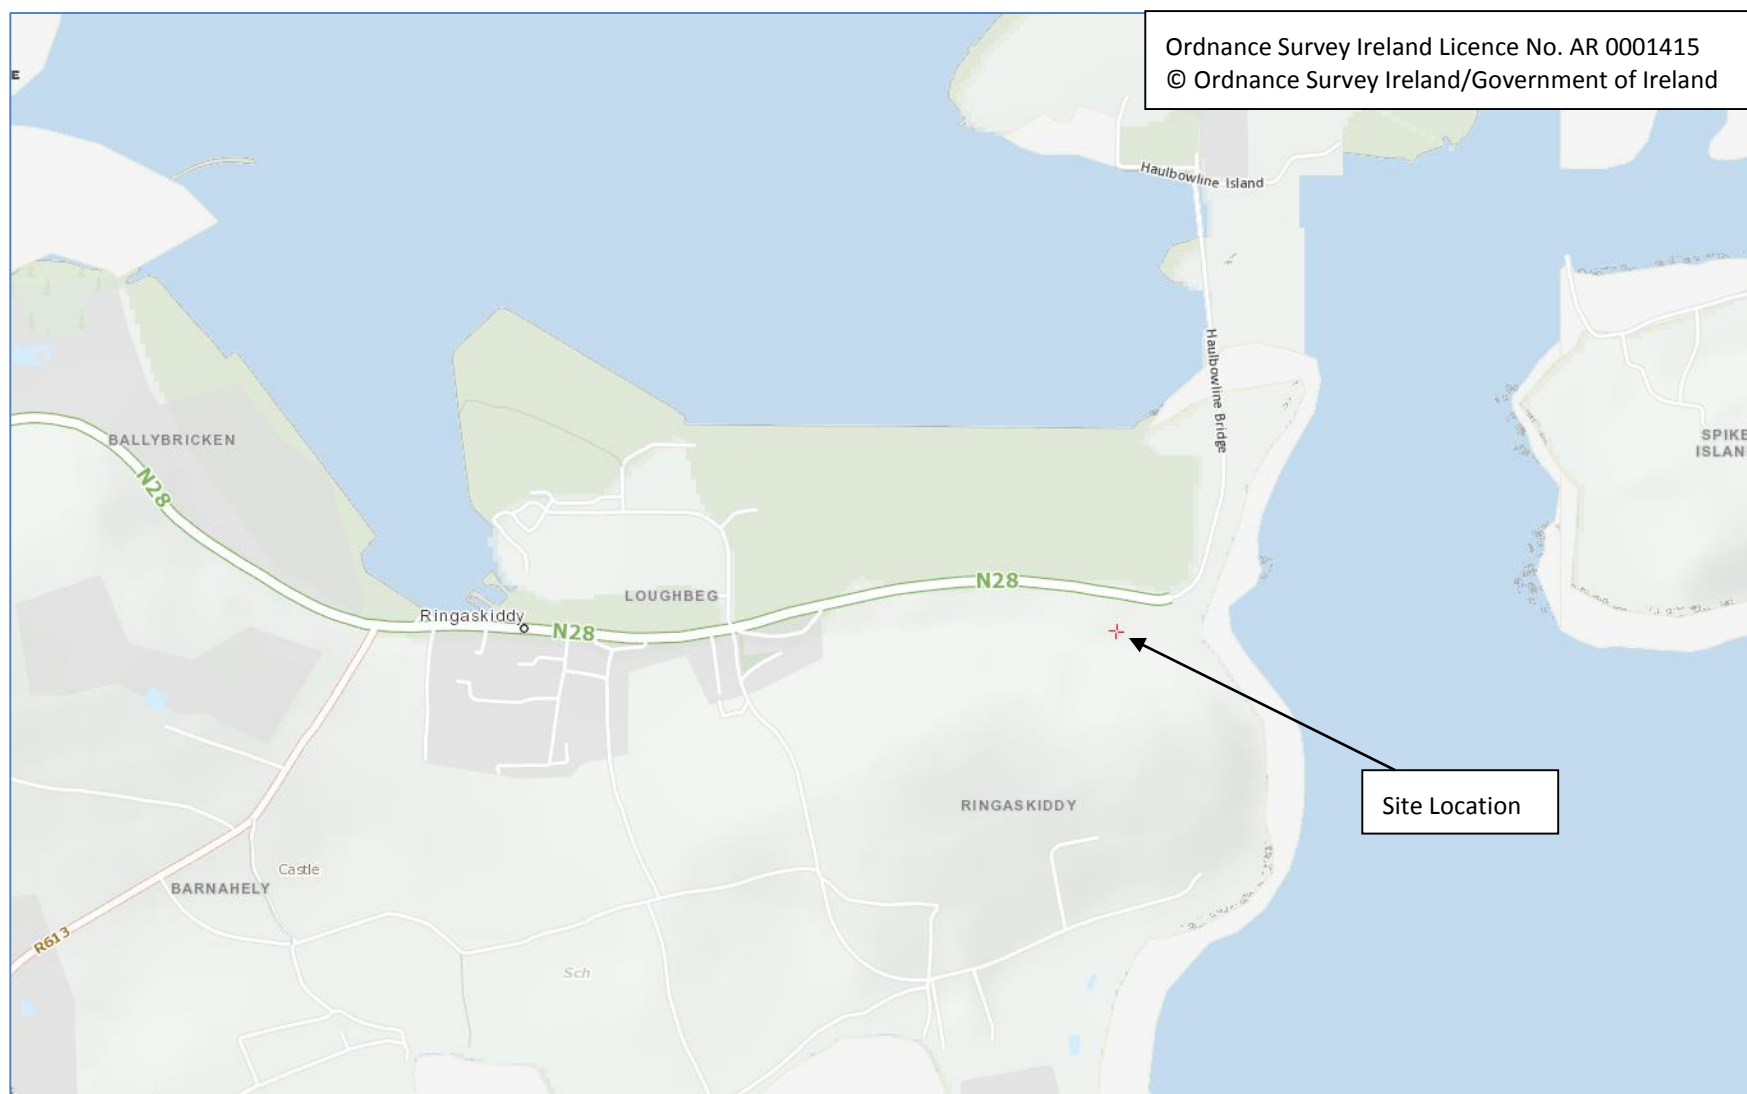 Ordnance Survey Ireland Licence No. AR 0001415
© Ordnance Survey Ireland/Government of Ireland
E
Haulbowline Island
Haulbowline Bridge
BALLYBRICKEN
SPIKE
ISLAN
N28
N28
LOUGHBEG
Ringaskiddy
N28
Site Location
RINGASKIDDY
Castle
BARNAHELY
R613
Sch